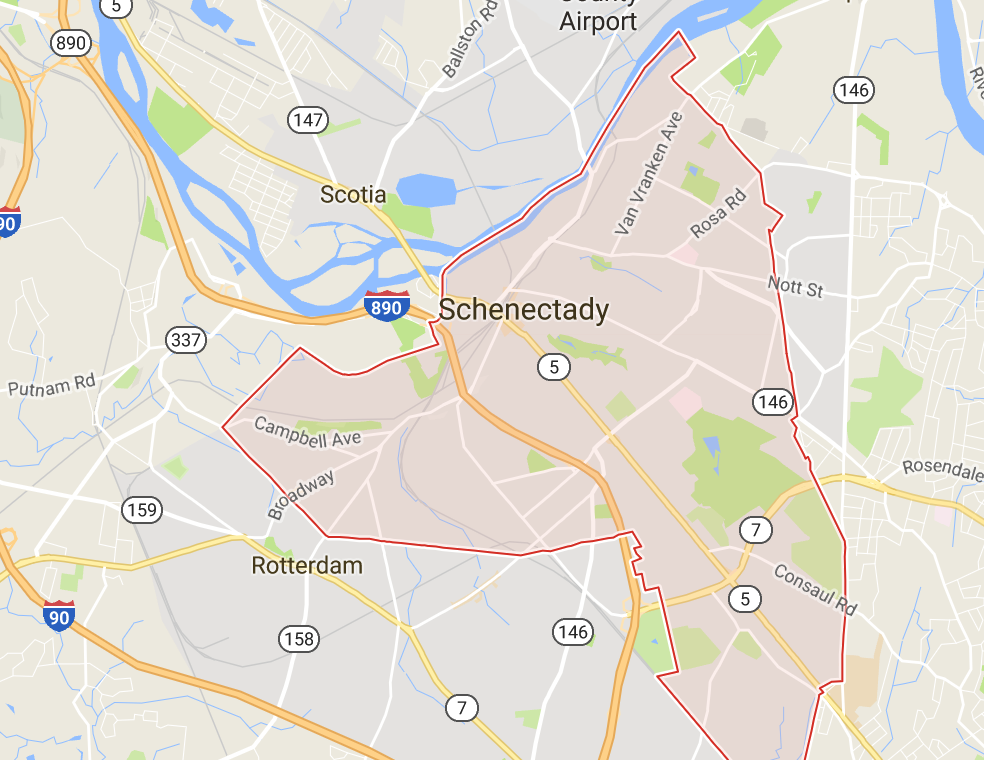 5
County
Airport
890
Ballston Rd
146
147
Van Vranken Ave
Scotia
Rosa Rd
90
Nott St
890
Schenectady
337
5
Putnam Rd
146
Campbell Ave
Rosendale
Broadway
159
7
Rotterdam
Consaul Rd
5
90
158
146
7